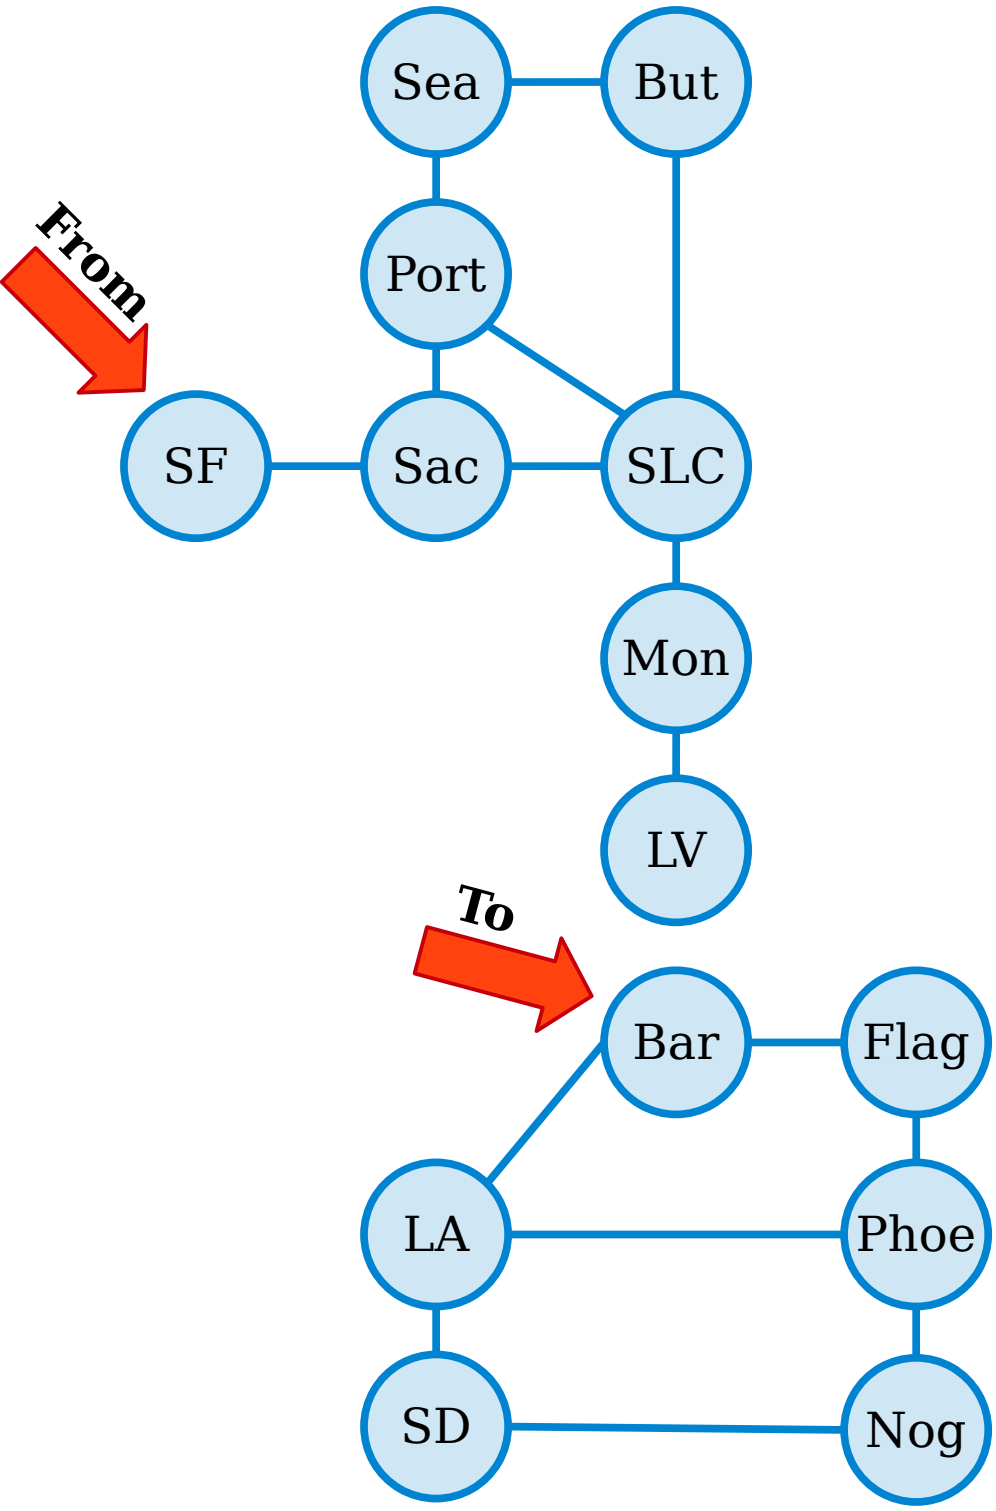 Sea
But
From
Port
SF
Sac
SLC
Mon
LV
To
Bar
Flag
LA
Phoe
SD
Nog